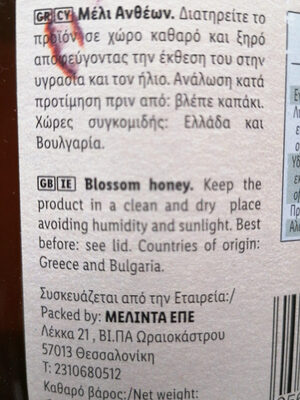 GR CY Μέλι Ανθέων. Διατηρείτε το
προϊόν σε χώρο καθαρό και ξηρό
αποφεύγοντας την έκθεση του στην
υγρασία και τον ήλιο. Ανάλωση κατά
προτίμηση πριν από: βλέπε καπάκι.
Χώρες συγκομιδής: Ελλάδα και
Βουλγαρία.
GB IE Blossom honey. Keep the
product in a clean and dry place
avoiding humidity and sunlight. Best
before: see lid. Countries of origin:
Greece and Bulgaria.
Συσκευάζεται από την Εταιρεία:/
Packed by: ΜΕΛΙΝΤΑ ΕΠΕ
Λέκκα 21 , ΒΙ.ΠΑ Ωραιοκάστρου
57013 Θεσσαλονίκη
Τ: 2310680512
Καθαρό βάρος:/Net weight: